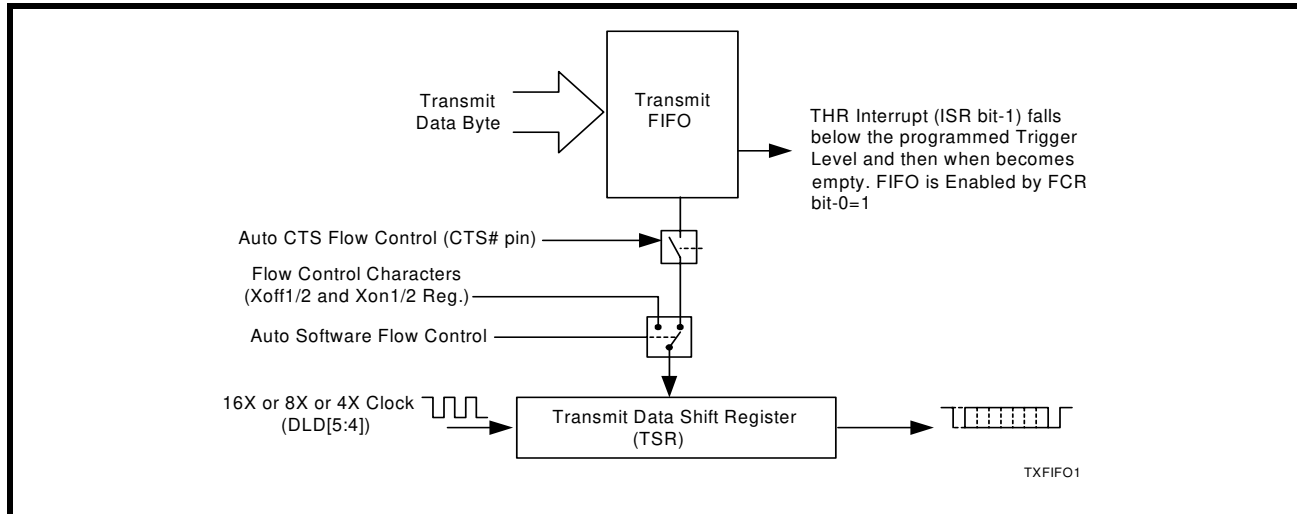 Transmit
FIFO
Transmit
Data Byte
THR Interrupt (ISR bit-1) falls
below the programmed Trigger
Level and then when becomes
empty. FIFO is Enabled by FCR
bit-0=1
Auto CTS Flow Control (CTS# pin)
Flow Control Characters
(Xoff1/2 and Xon1/2 Reg.)
Auto Software Flow Control
16X or 8X or 4X Clock
(DLD[5:4])
Transmit Data Shift Register
(TSR)
TXFIFO1